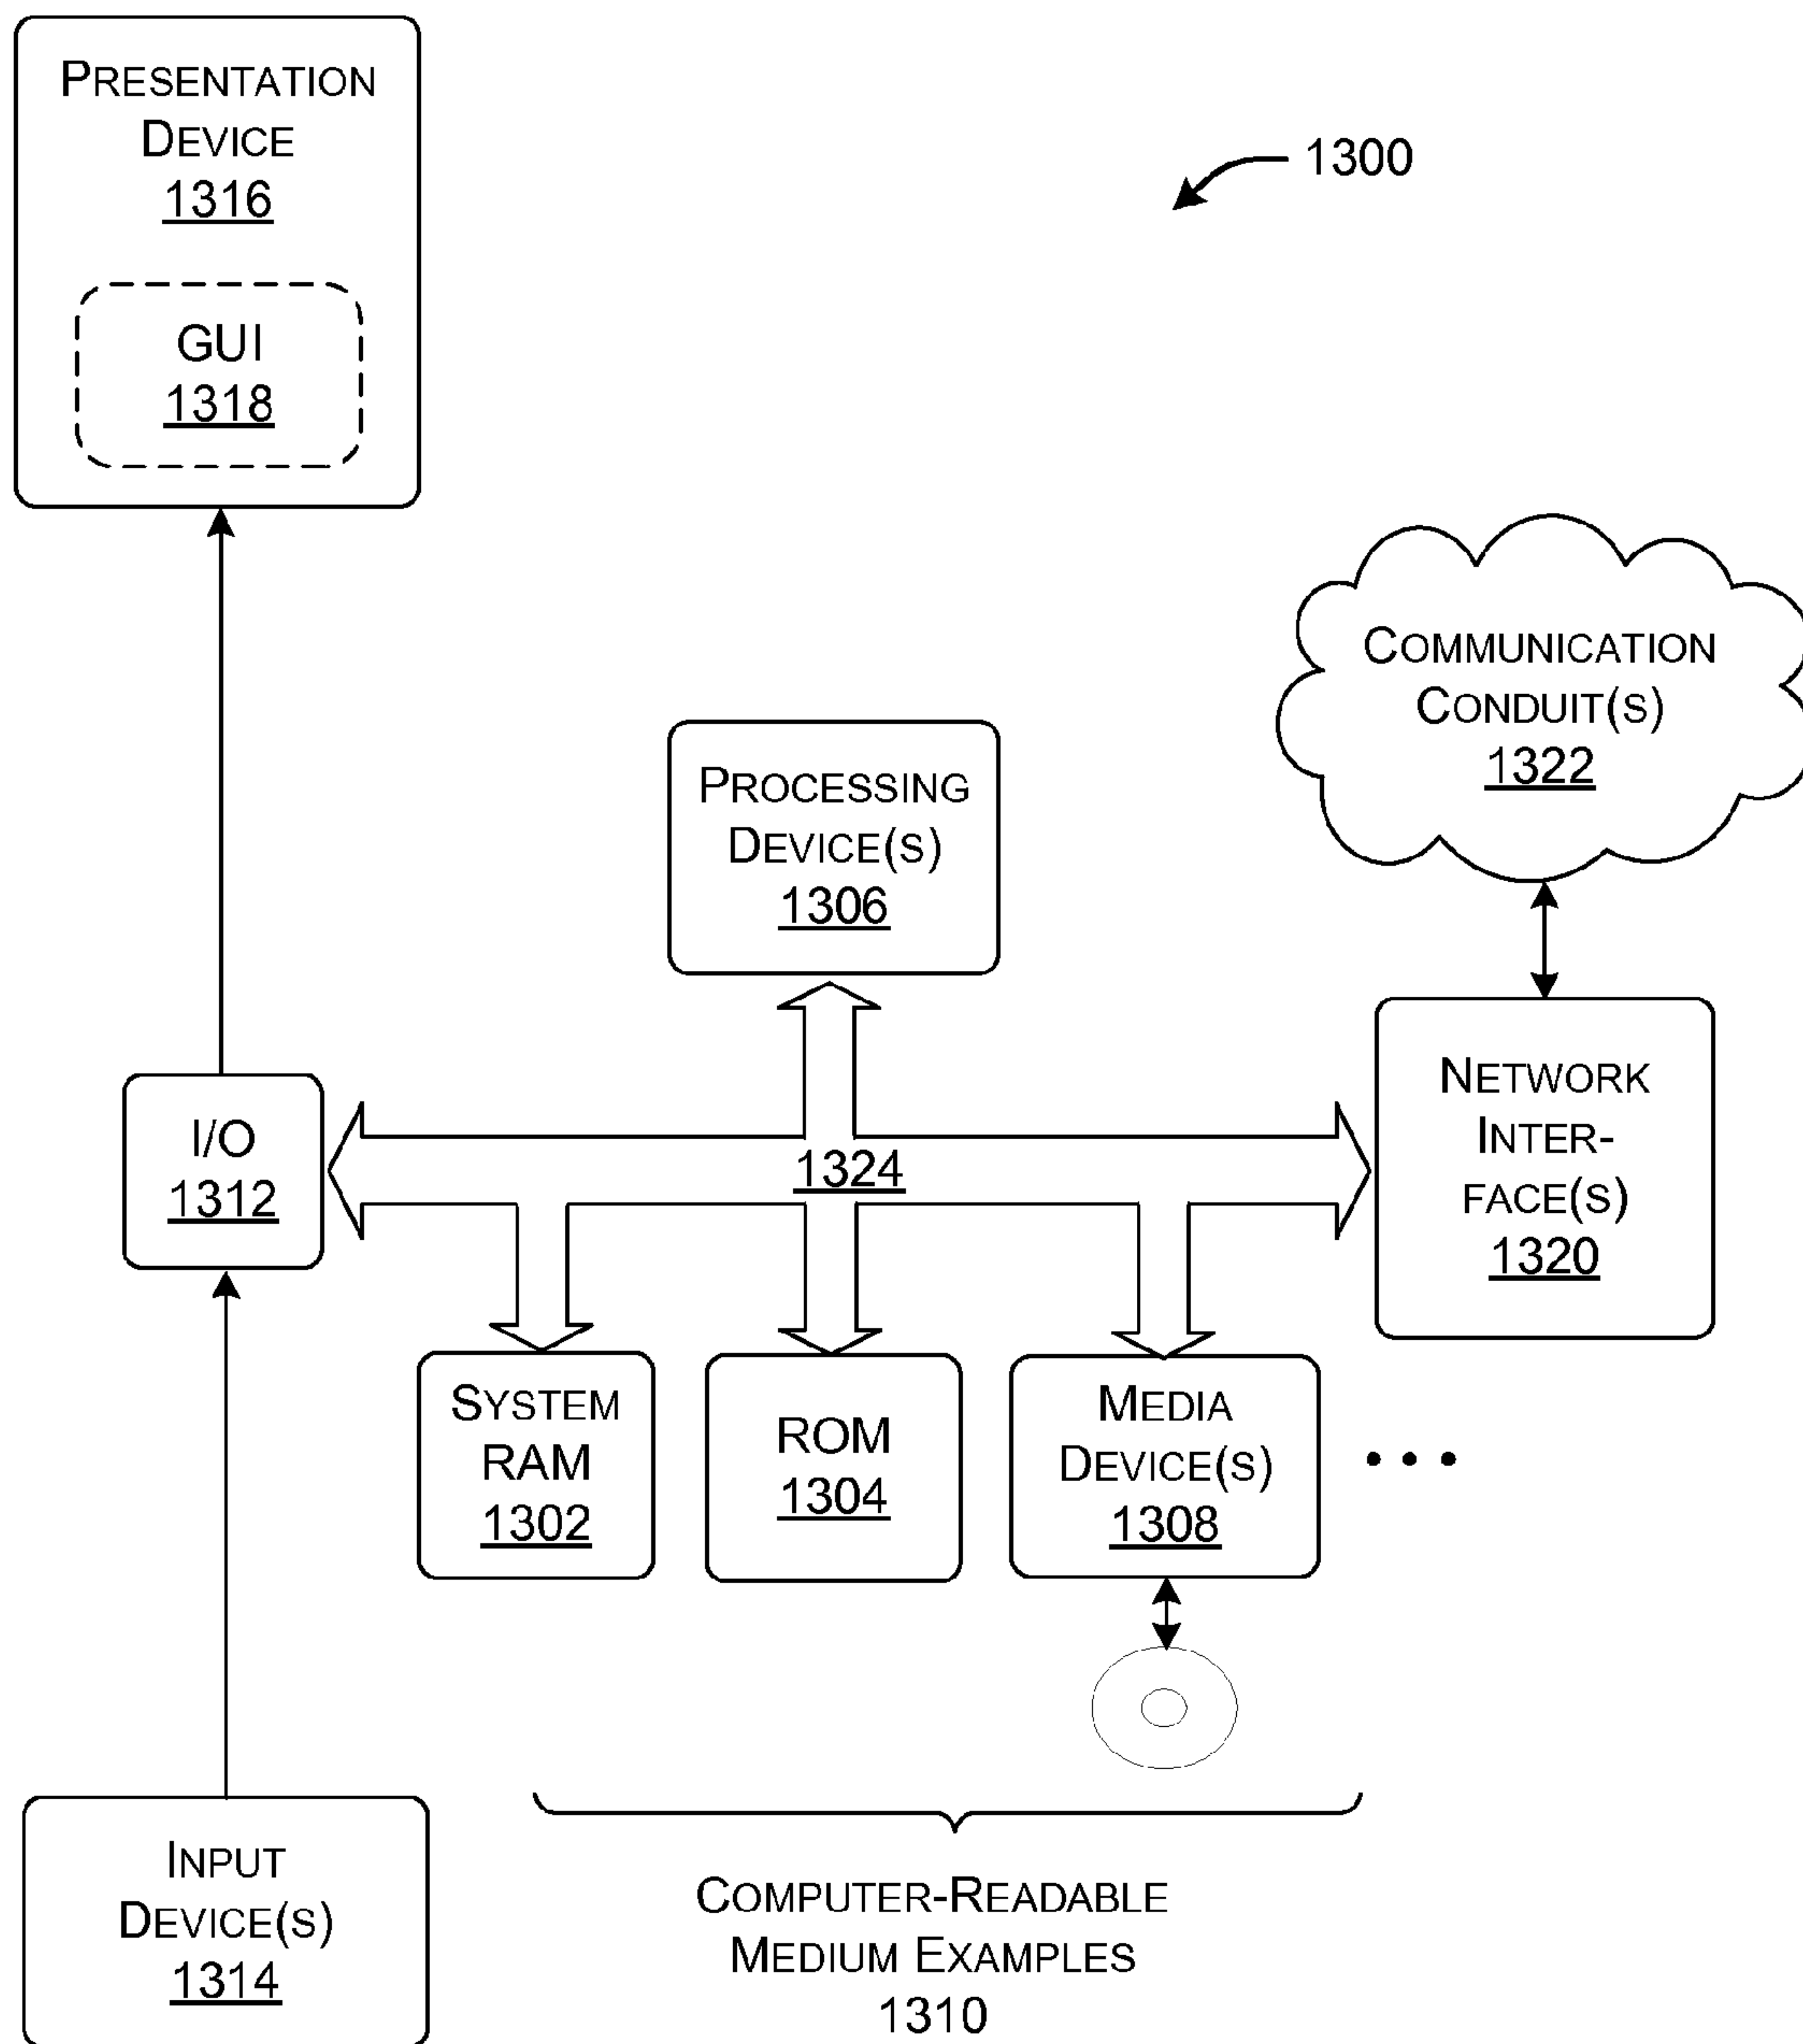 PRESENTATION
DEVICE
1316
GUI
1318
1300
COMMUNICATION
CONDUIT(S)
1322
PROCESSING
DEVICE(S)
1306
NETWORK
INTER-
FACE(S)
1320
I/O
1312
1324
SYSTEM
RAM
1302
ROM
1304
MEDIA
DEVICE(S)
1308
• • •
INPUT
DEVICE(S)
1314
COMPUTER-READABLE
MEDIUM EXAMPLES
1310